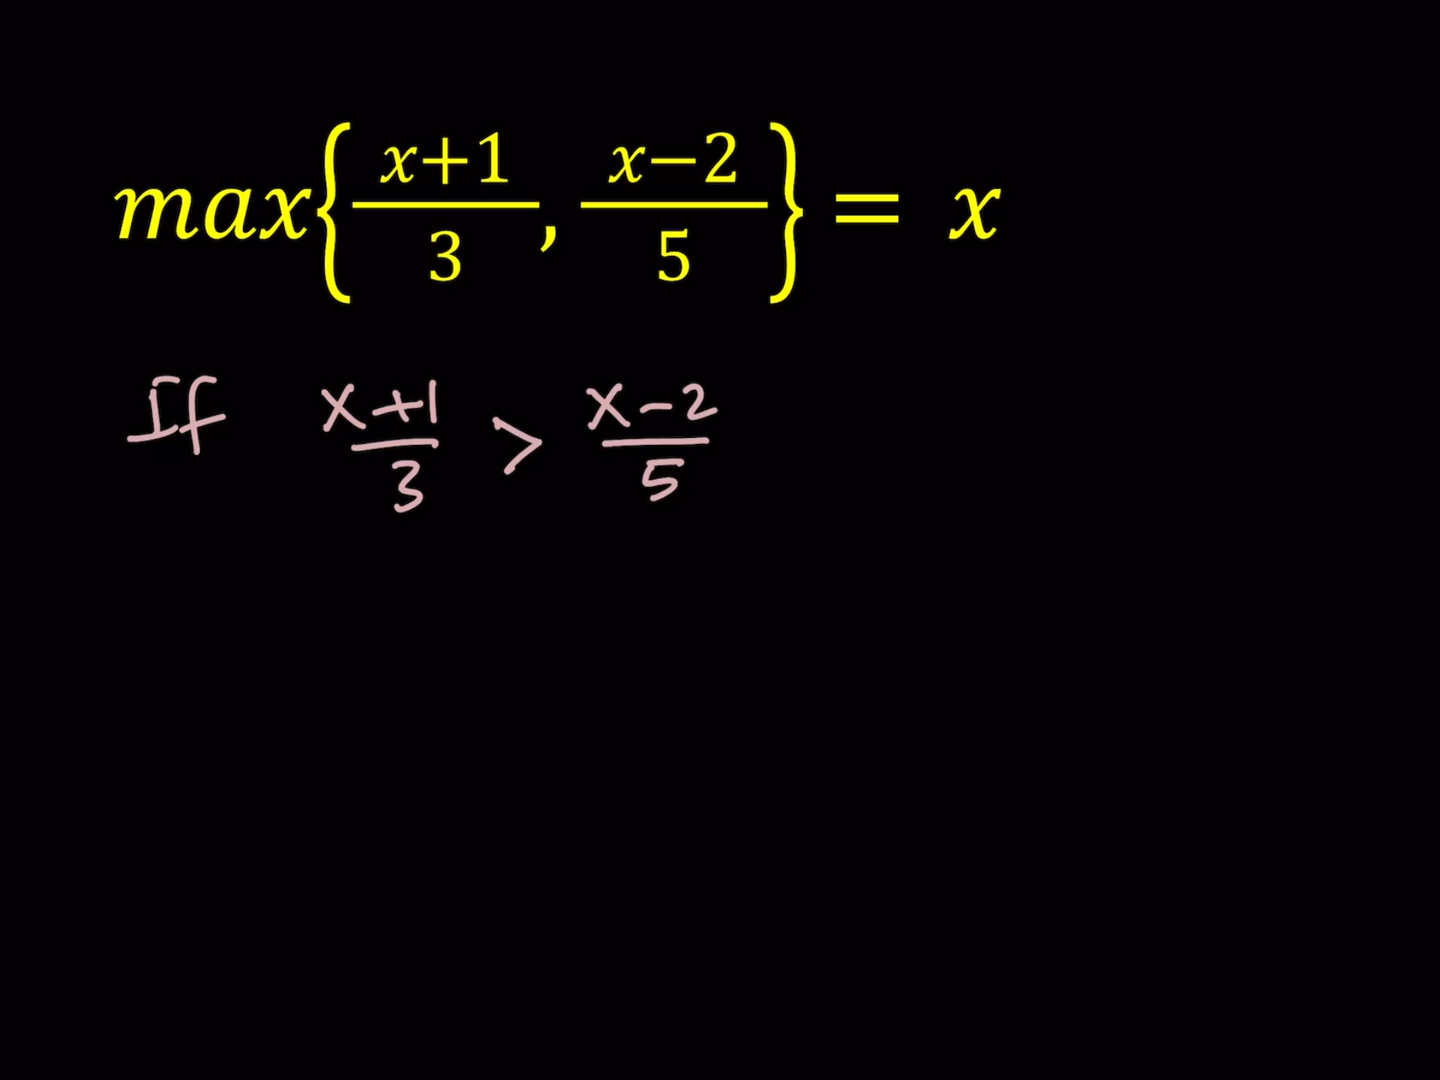 max{ (x+1)/3 , (x−2)/5 } = x
If (x+1)/3 > (x-2)/5